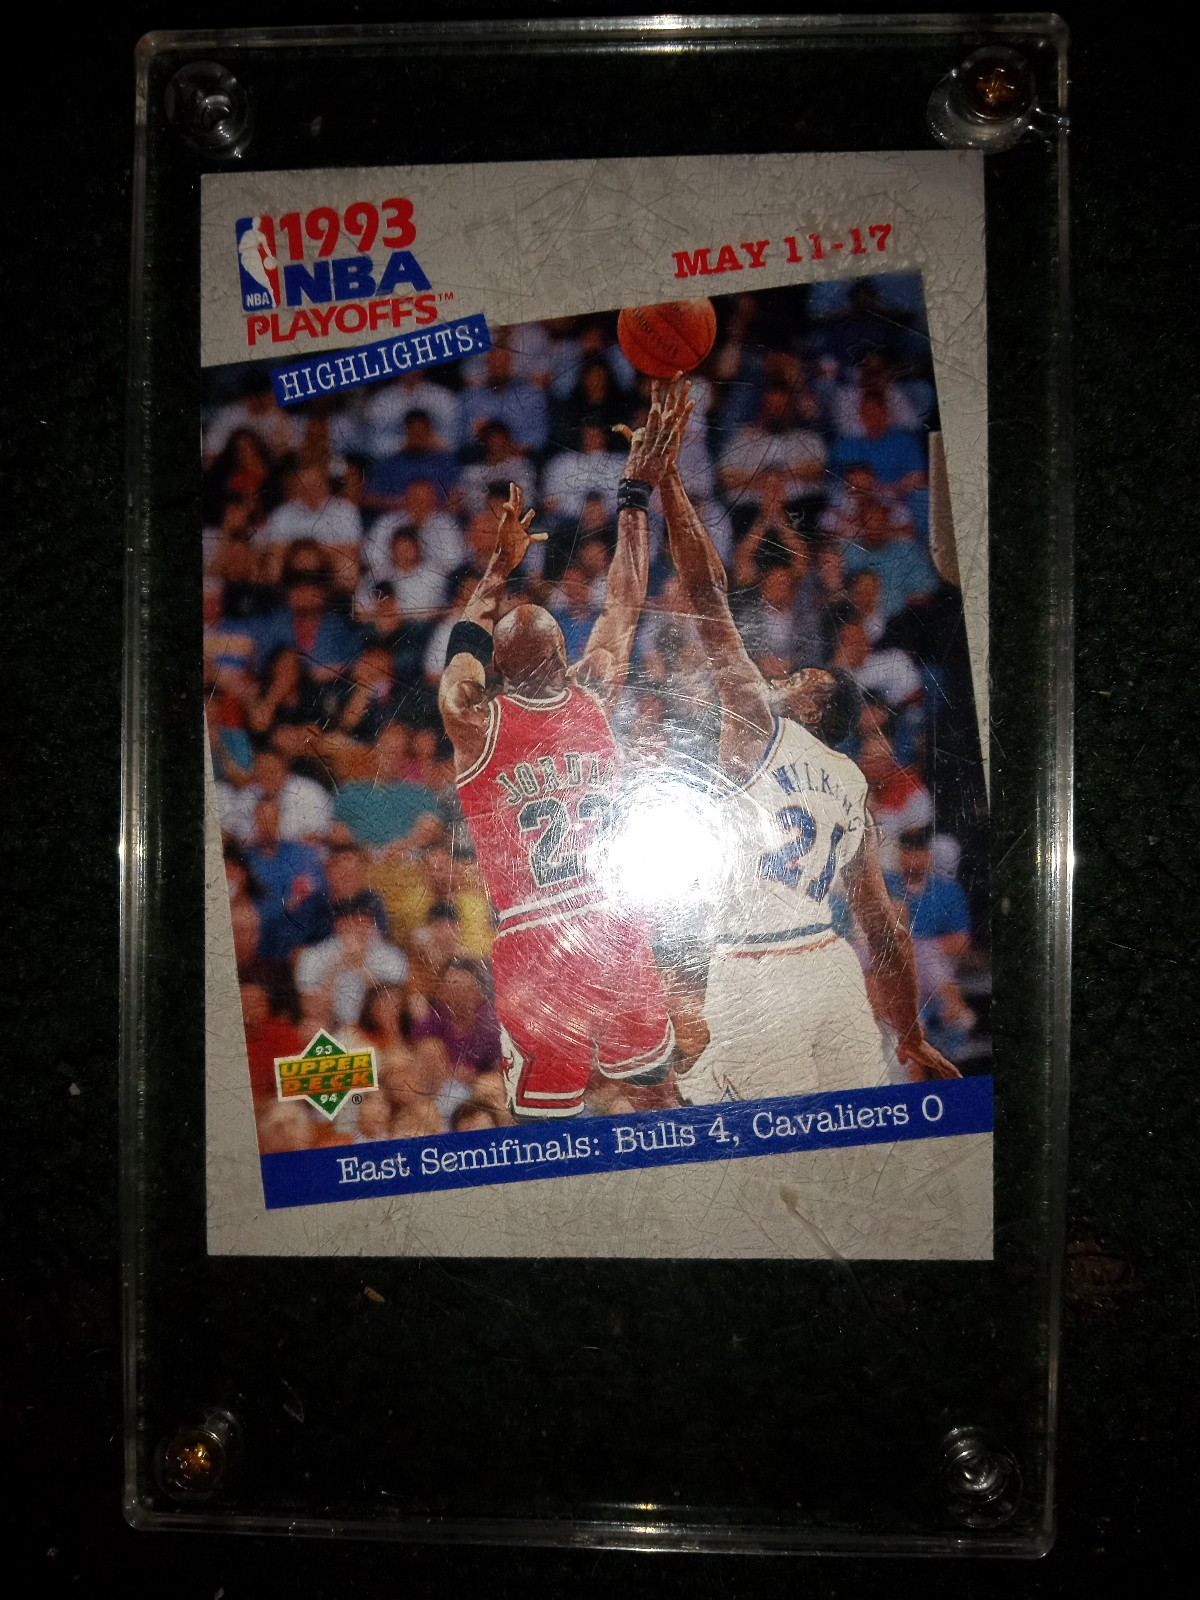 1993
NBA
NBA
PLAYOFFS™
HIGHLIGHTS:
MAY 11-17
JORDAN
23
WILKINS
21
93
UPPER
D·E·C·K
94 ®
East Semifinals: Bulls 4, Cavaliers 0